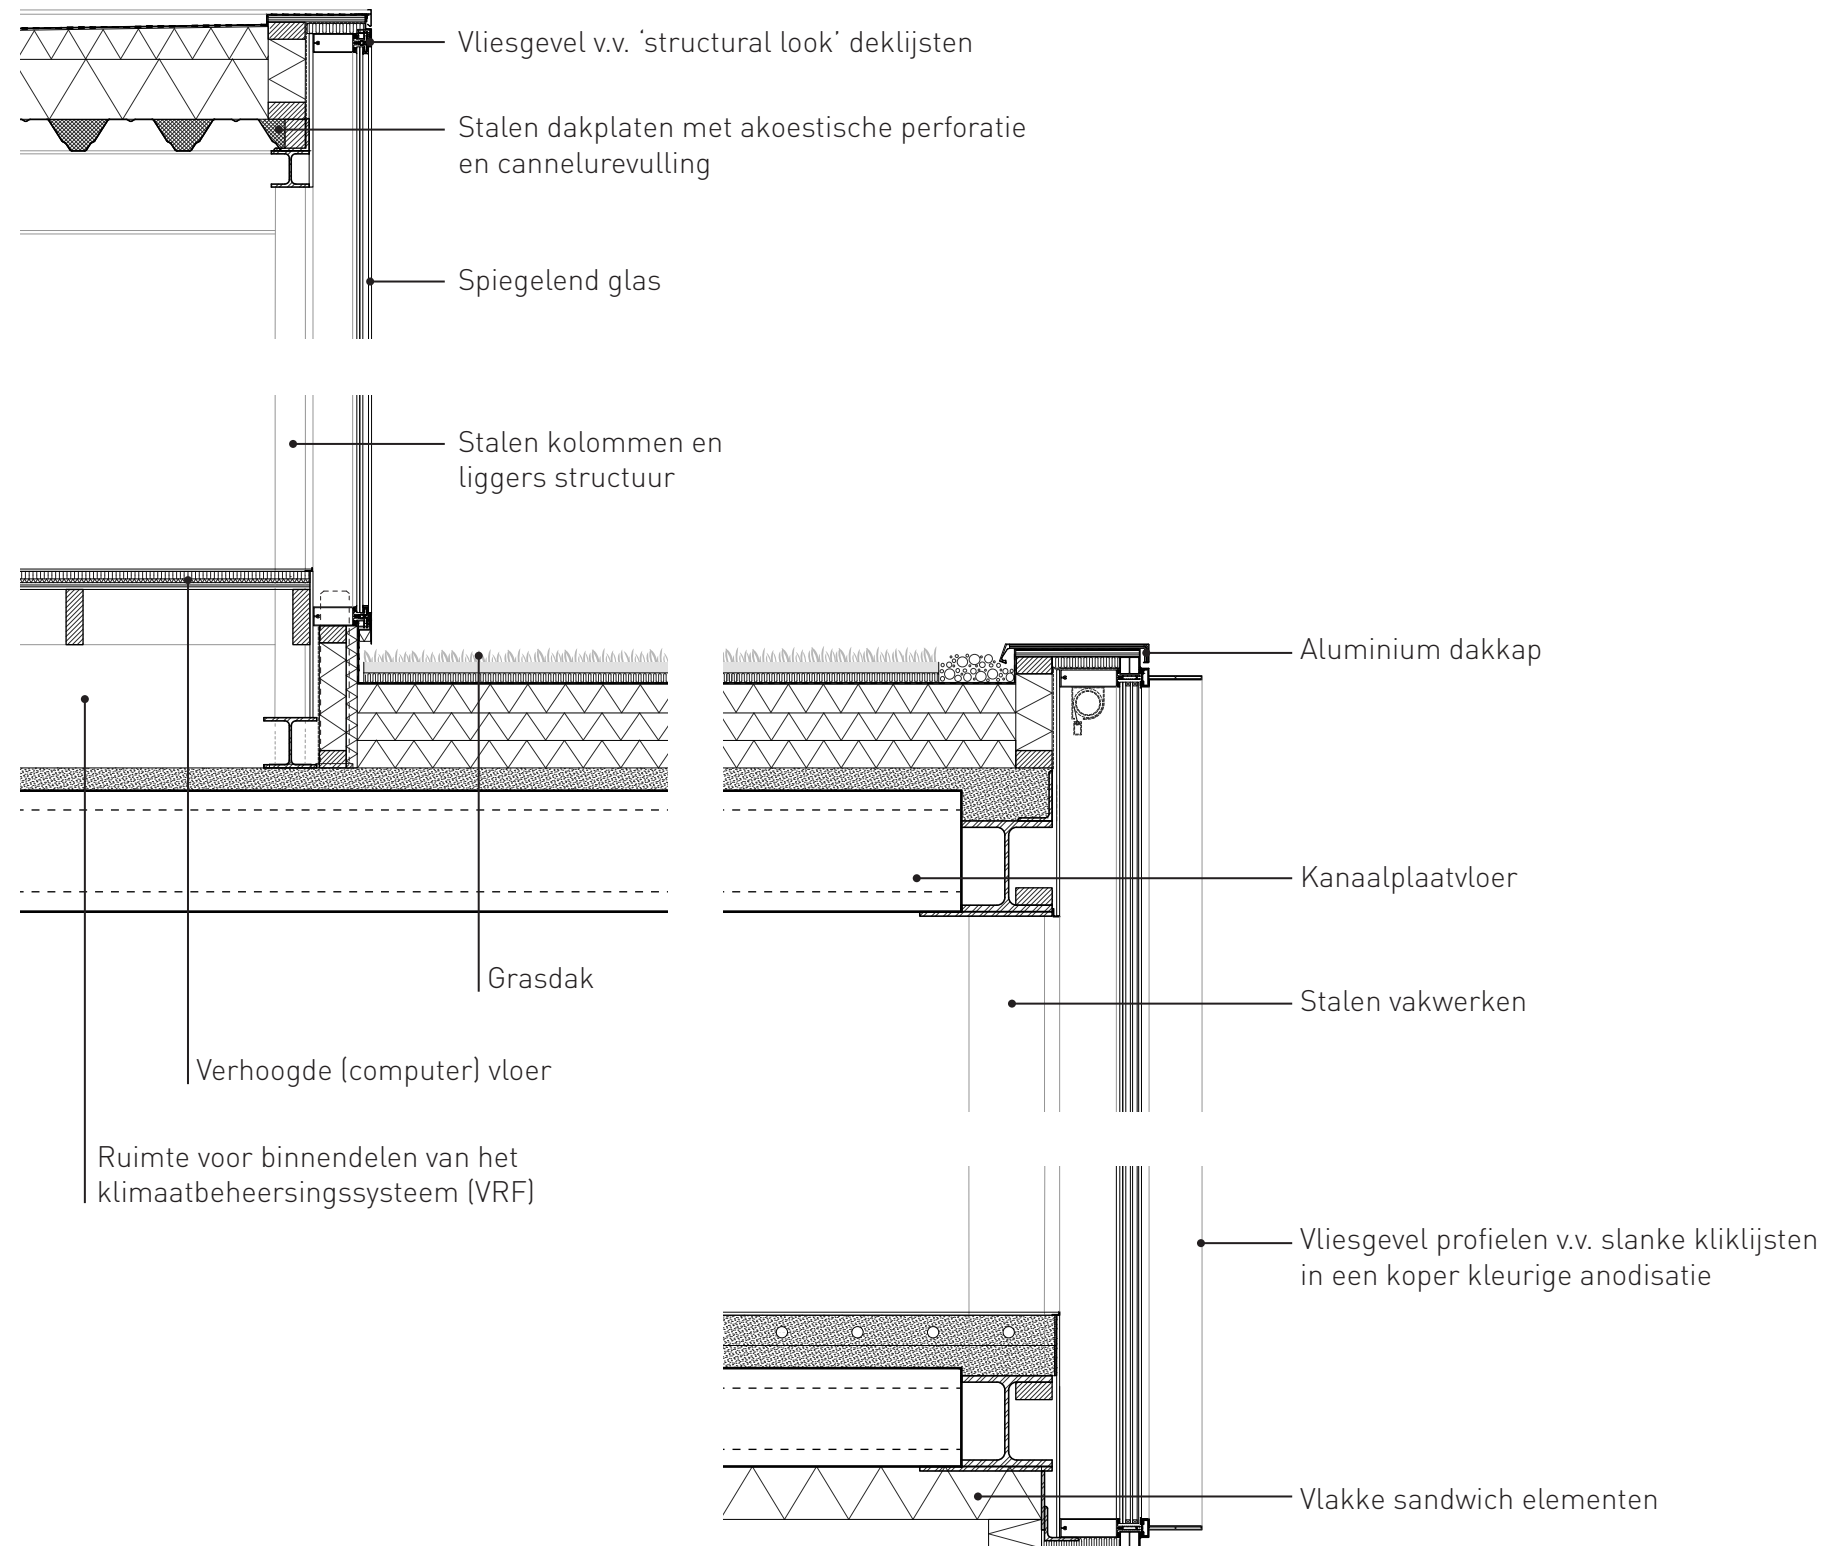 Vliesgevel v.v. ‘structural look’ deklijsten
Stalen dakplaten met akoestische perforatie
en cannelurevulling
Spiegelend glas
Stalen kolommen en
liggers structuur
Aluminium dakkap
Kanaalplaatvloer
Grasdak
Stalen vakwerken
Verhoogde (computer) vloer
Ruimte voor binnendelen van het
klimaatbeheersingssysteem (VRF)
Vliesgevel profielen v.v. slanke kliklijsten
in een koper kleurige anodisatie
Vlakke sandwich elementen